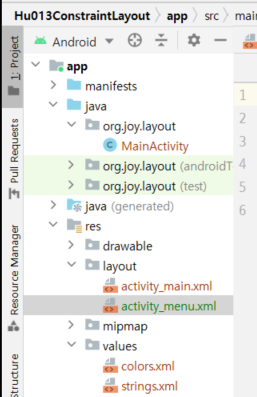 Hu013ConstraintLayout › app › src › mai
1: Project
Android
app
1
manifests
2
java
org.joy.layout
3
MainActivity
4
org.joy.layout (androidT
5
org.joy.layout (test)
6
java (generated)
res
drawable
layout
activity_main.xml
activity_menu.xml
mipmap
values
colors.xml
strings.xml
Pull Requests
Resource Manager
Structure